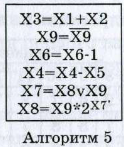 X3=X1+X2
X9=X̅9̅
X6=X6-1
X4=X4-X5
X7=X8vX9
X8=X9*2^X7'
Алгоритм 5